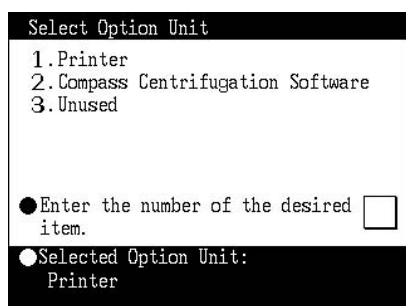 Select Option Unit
1.Printer
2.Compass Centrifugation Software
3.Unused
●Enter the number of the desired
item.
●Selected Option Unit:
Printer